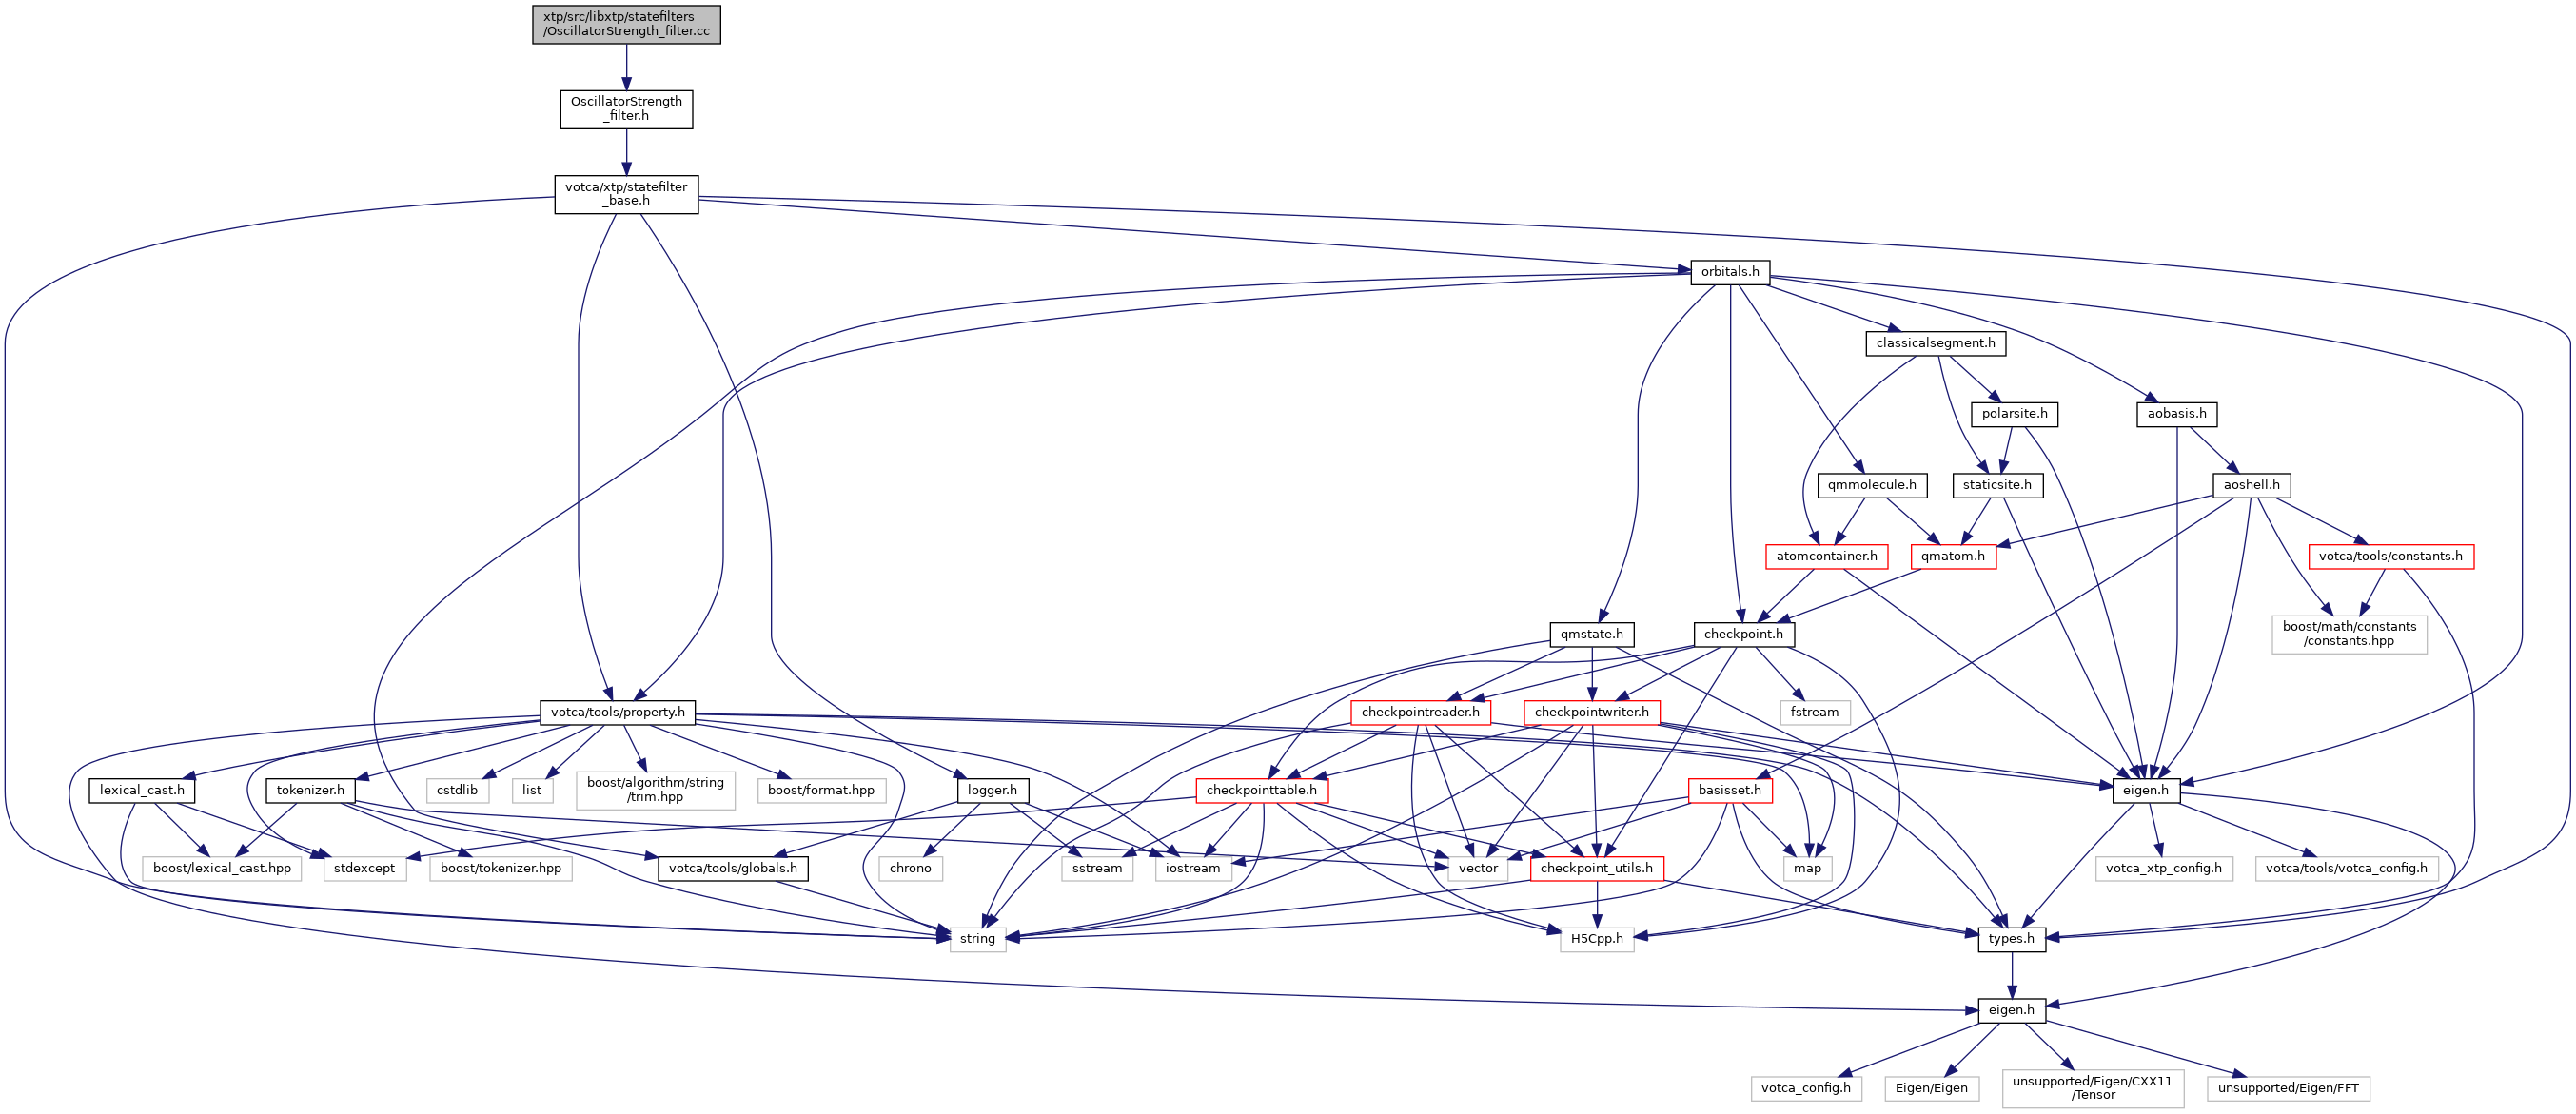 xtp/src/libxtp/statefilters
/OscillatorStrength_filter.cc
OscillatorStrength
_filter.h
votca/xtp/statefilter
_base.h
orbitals.h
classicalsegment.h
polarsite.h
aobasis.h
qmmolecule.h
staticsite.h
aoshell.h
atomcontainer.h
qmatom.h
votca/tools/constants.h
qmstate.h
checkpoint.h
boost/math/constants
/constants.hpp
votca/tools/property.h
checkpointreader.h
checkpointwriter.h
fstream
lexical_cast.h
tokenizer.h
cstdlib
list
boost/algorithm/string
/trim.hpp
boost/format.hpp
logger.h
checkpointtable.h
basisset.h
eigen.h
boost/lexical_cast.hpp
stdexcept
boost/tokenizer.hpp
votca/tools/globals.h
chrono
sstream
iostream
vector
checkpoint_utils.h
map
votca_xtp_config.h
votca/tools/votca_config.h
string
H5Cpp.h
types.h
eigen.h
votca_config.h
Eigen/Eigen
unsupported/Eigen/CXX11
/Tensor
unsupported/Eigen/FFT